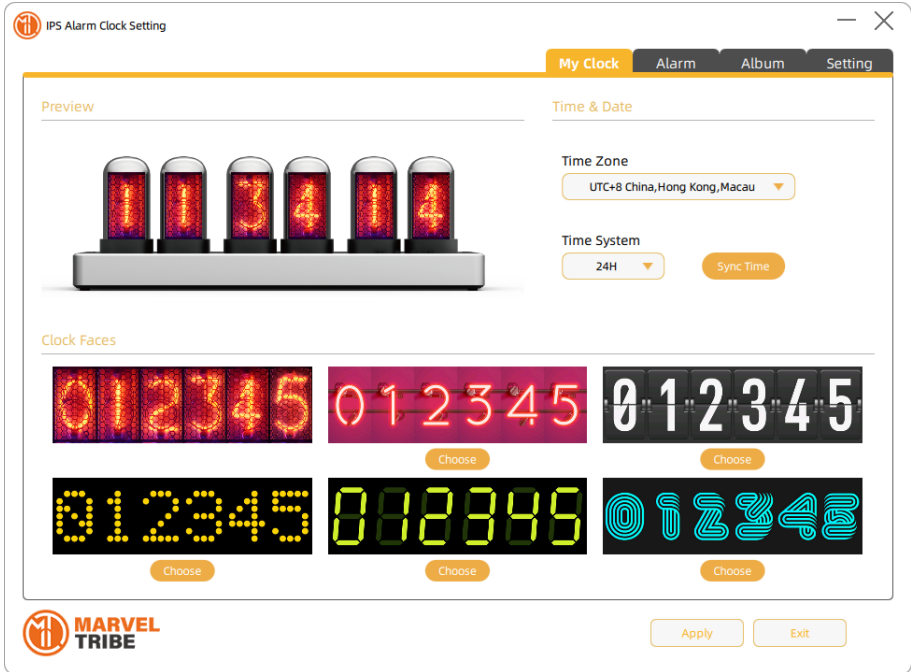 IPS Alarm Clock Setting
My Clock Alarm Album Setting
Preview
Time & Date
113414
Time Zone
UTC+8 China,Hong Kong,Macau
Time System
24H Sync Time
Clock Faces
012345 012345 012345
Choose Choose
012345 012345 012345
Choose Choose Choose
MARVEL
TRIBE
Apply Exit